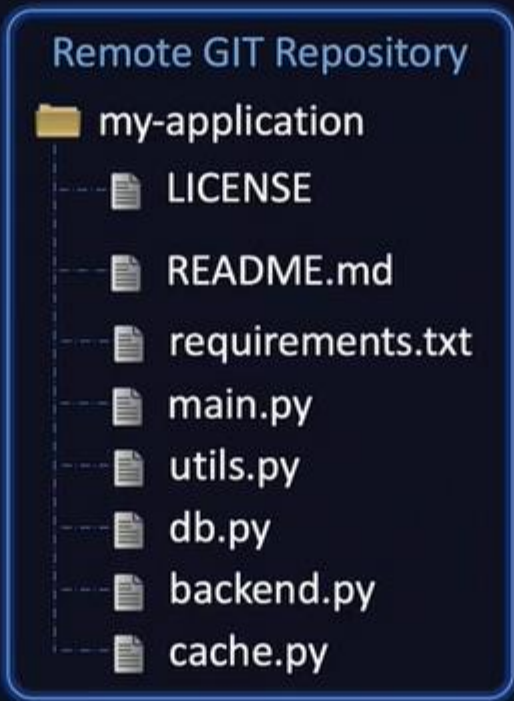 Remote GIT Repository
my-application
LICENSE
README.md
requirements.txt
main.py
utils.py
db.py
backend.py
cache.py